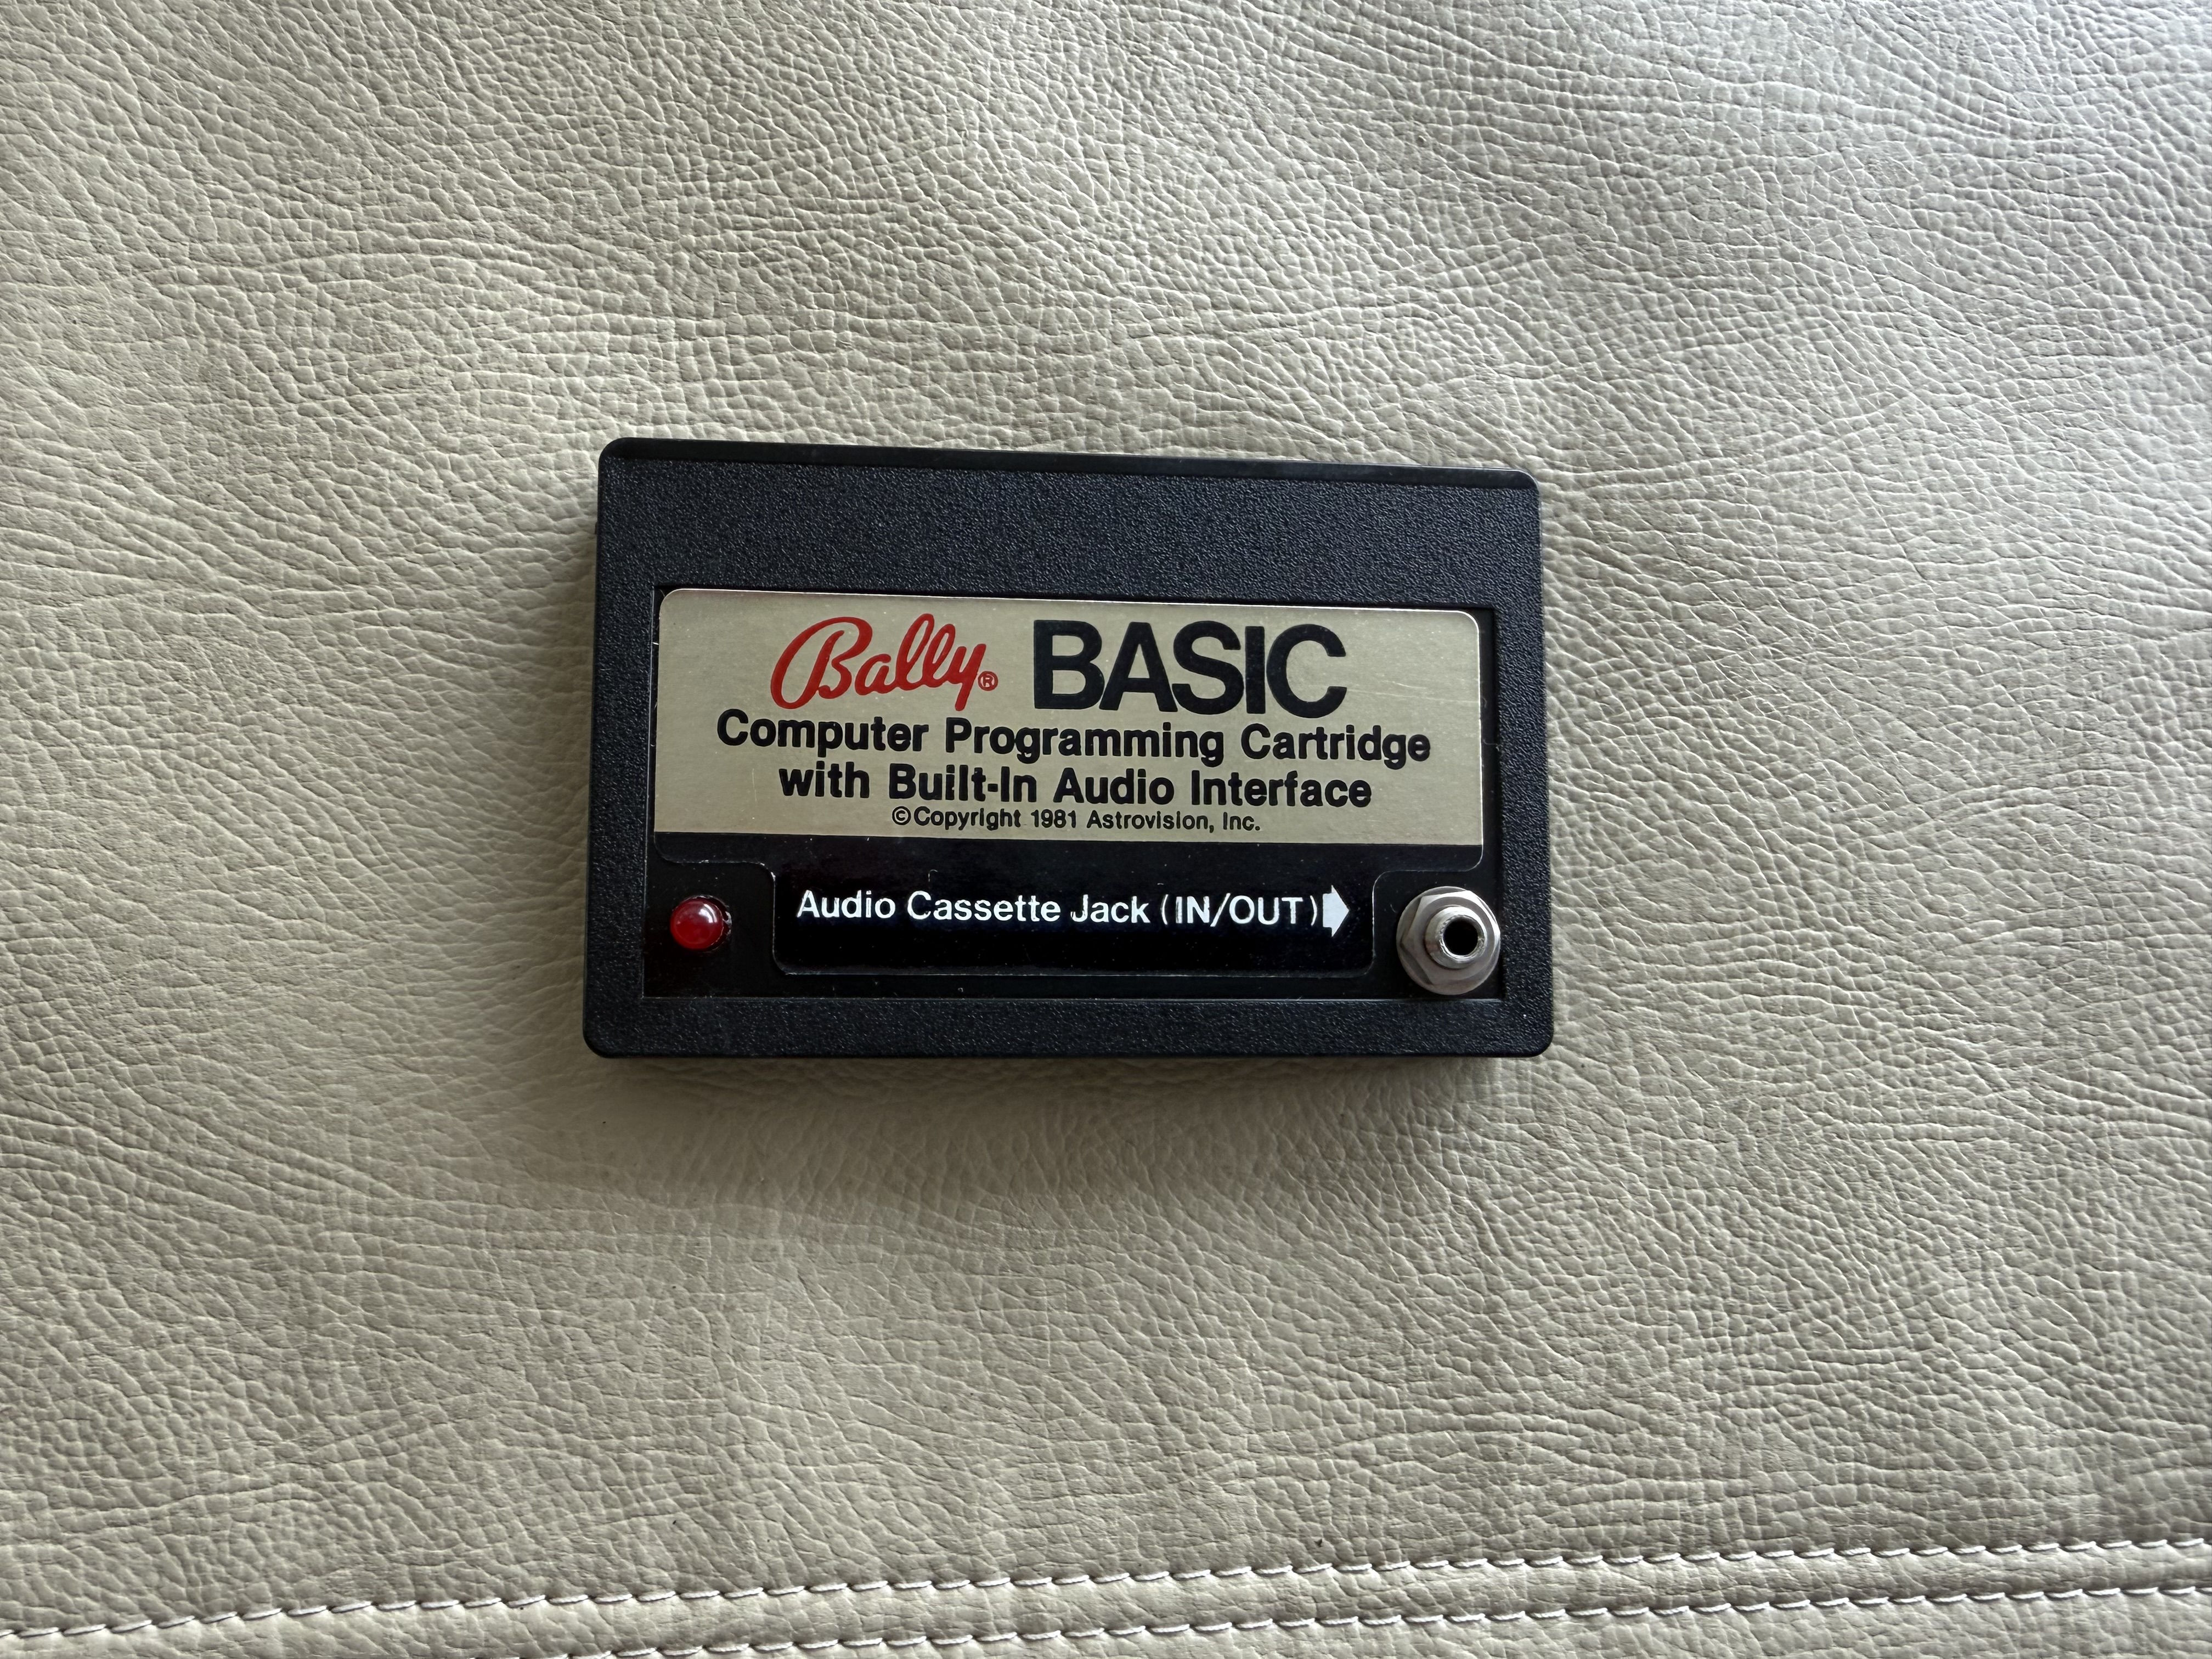 Bally® BASIC
Computer Programming Cartridge
with Built-In Audio Interface
©Copyright 1981 Astrovision, Inc.
Audio Cassette Jack (IN/OUT)